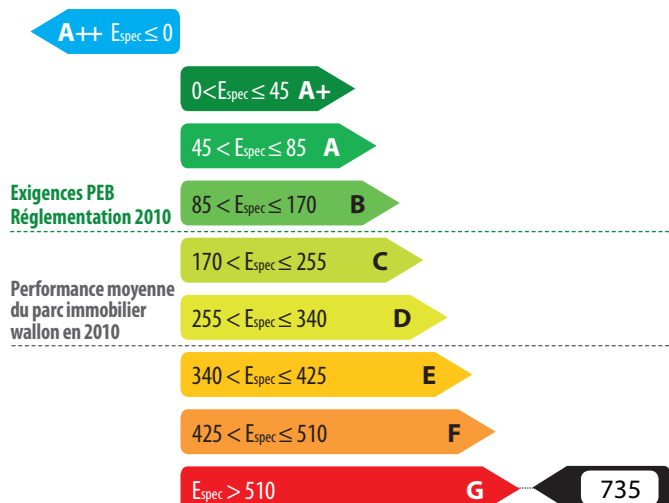 A++ Espec ≤ 0
0<Espec ≤ 45 A+
45 < Espec ≤ 85 A
Exigences PEB
Réglementation 2010
85 < Espec ≤ 170 B
170 < Espec ≤ 255 C
Performance moyenne
du parc immobilier
wallon en 2010
255 < Espec ≤ 340 D
340 < Espec ≤ 425 E
425 < Espec ≤ 510 F
Espec > 510 G
735